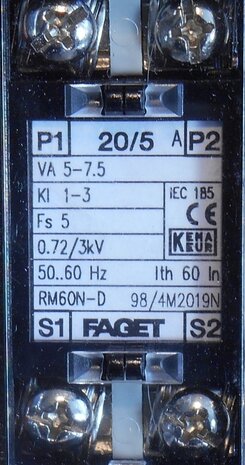 P1 20/5 A P2
VA 5-7.5
Kl 1-3 IEC 185
Fs 5 CE
0.72/3kV KEMA KEUR
50..60 Hz Ith 60 In
RM60N-D 98/4M2019N
S1 FAGET S2